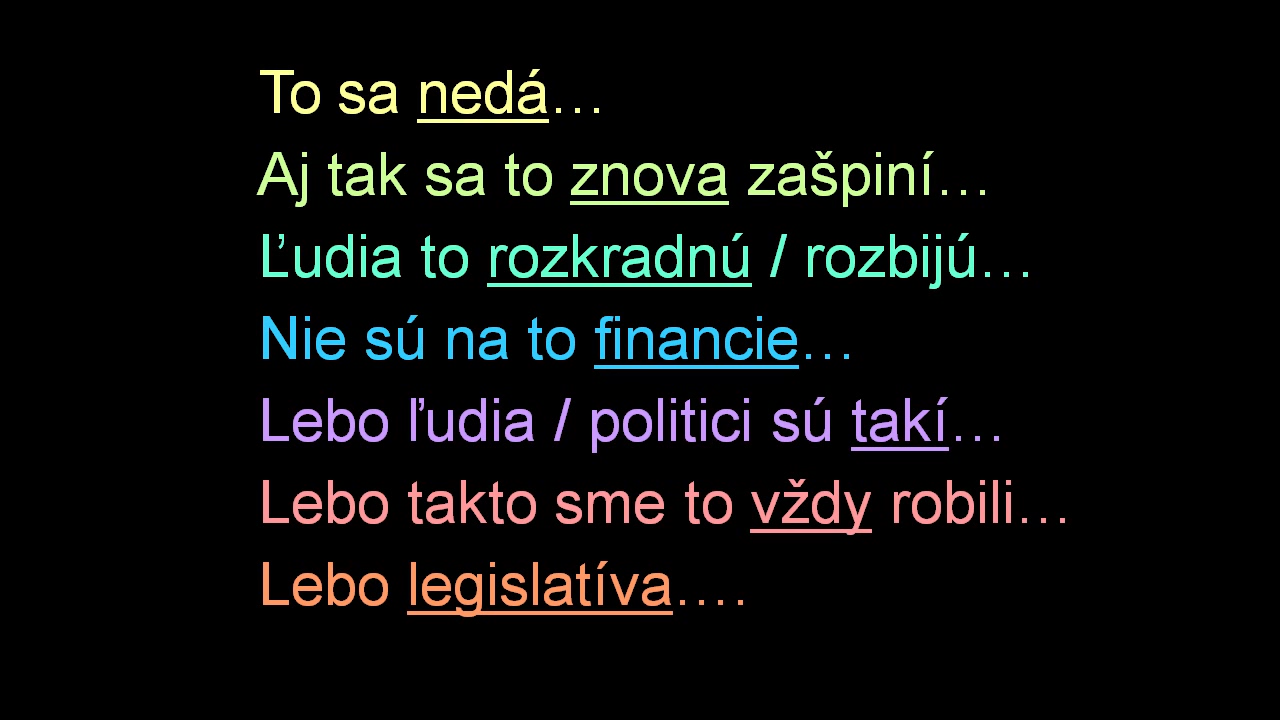 To sa nedá…
Aj tak sa to znova zašpiní…
Ľudia to rozkradnú / rozbijú…
Nie sú na to financie…
Lebo ľudia / politici sú takí…
Lebo takto sme to vždy robili…
Lebo legislatíva….